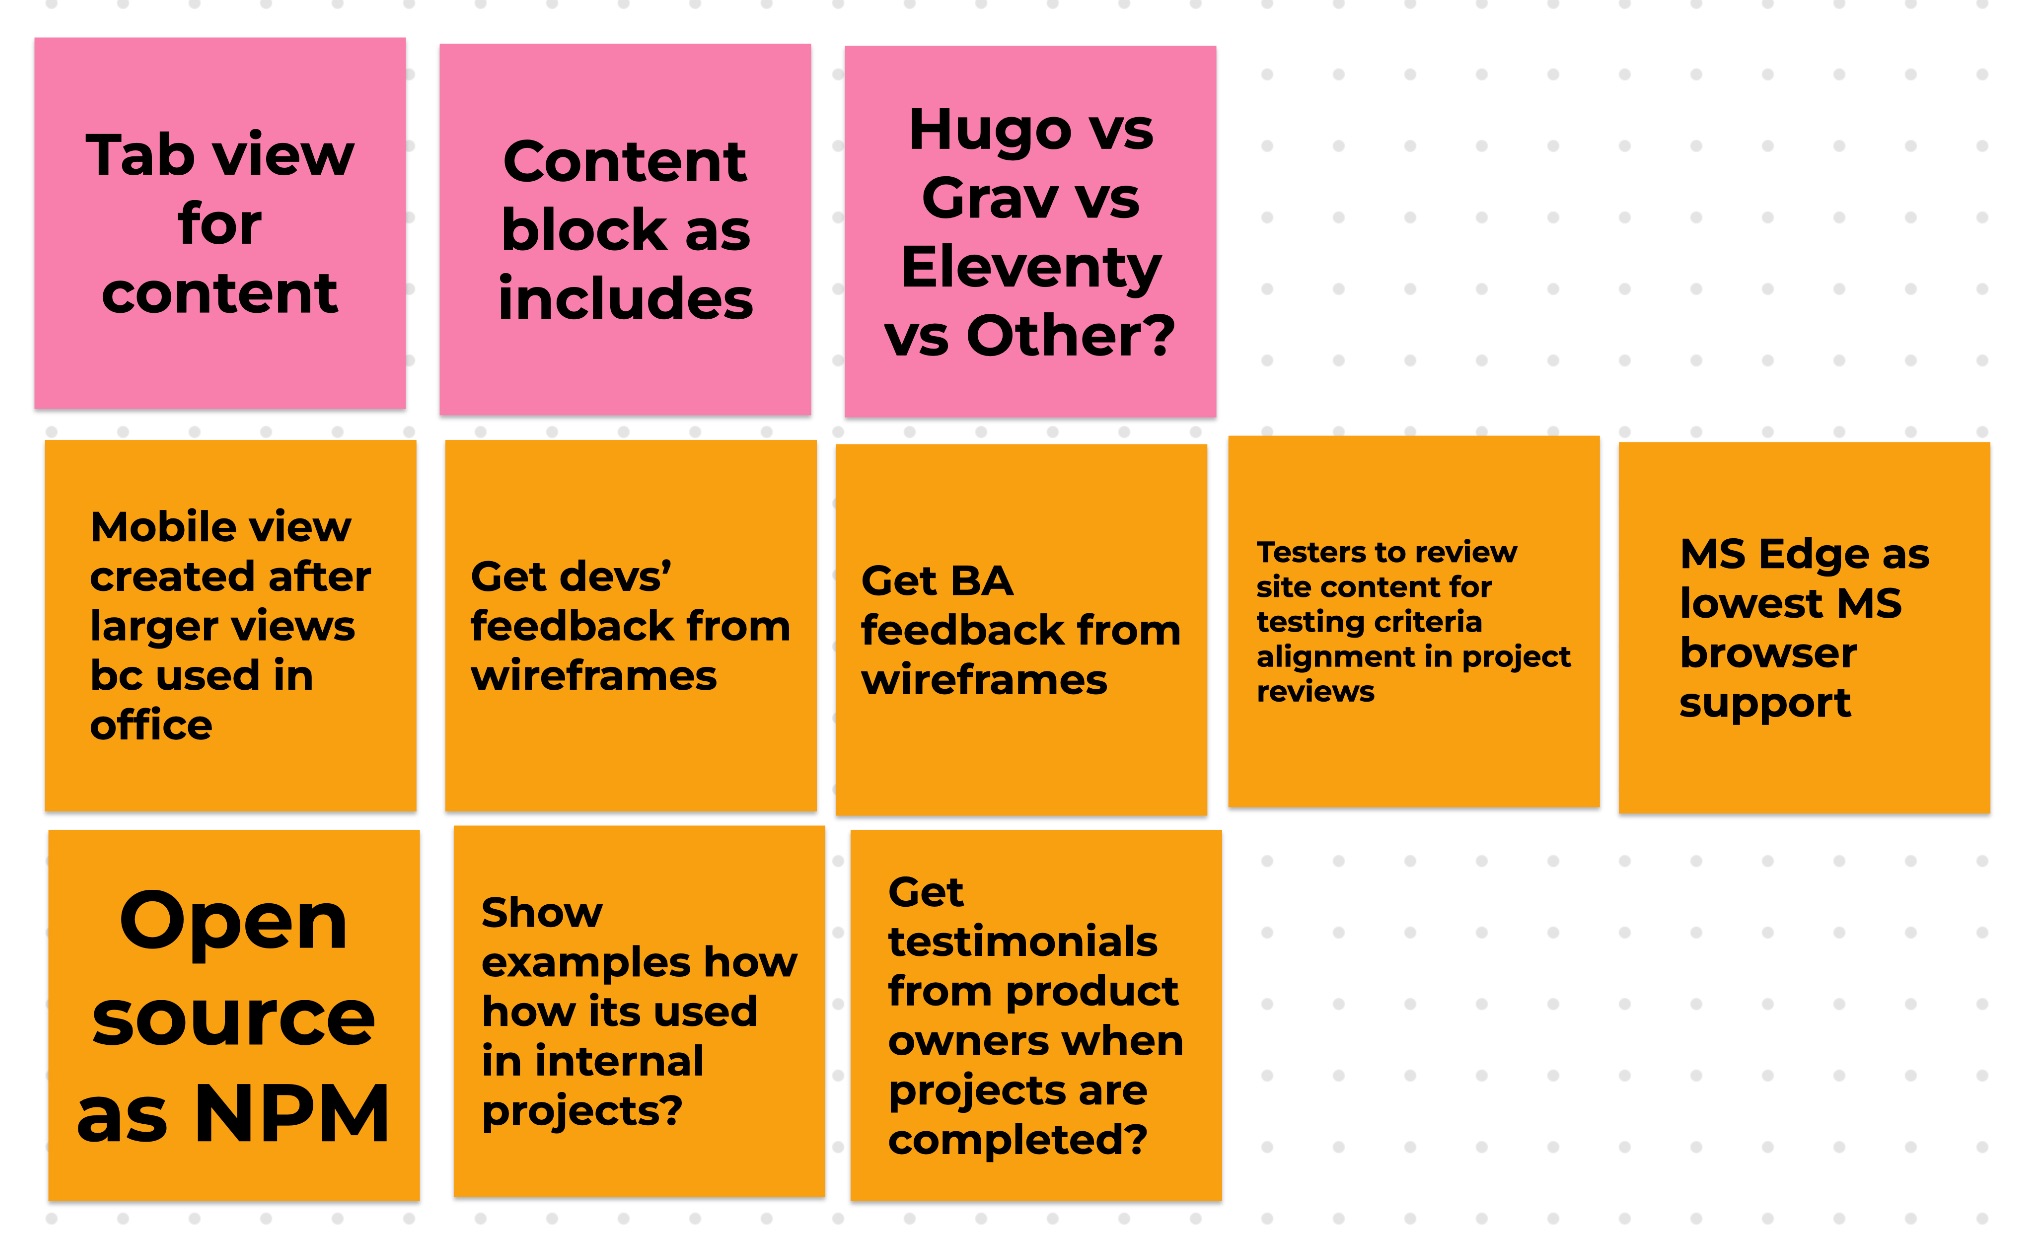 Tab view
for
content
Content
block as
includes
Hugo vs
Grav vs
Eleventy
vs Other?
Mobile view
created after
larger views
bc used in
office
Get devs’
feedback from
wireframes
Get BA
feedback from
wireframes
Testers to review
site content for
testing criteria
alignment in project
reviews
MS Edge as
lowest MS
browser
support
Open
source
as NPM
Show
examples how
how its used
in internal
projects?
Get
testimonials
from product
owners when
projects are
completed?